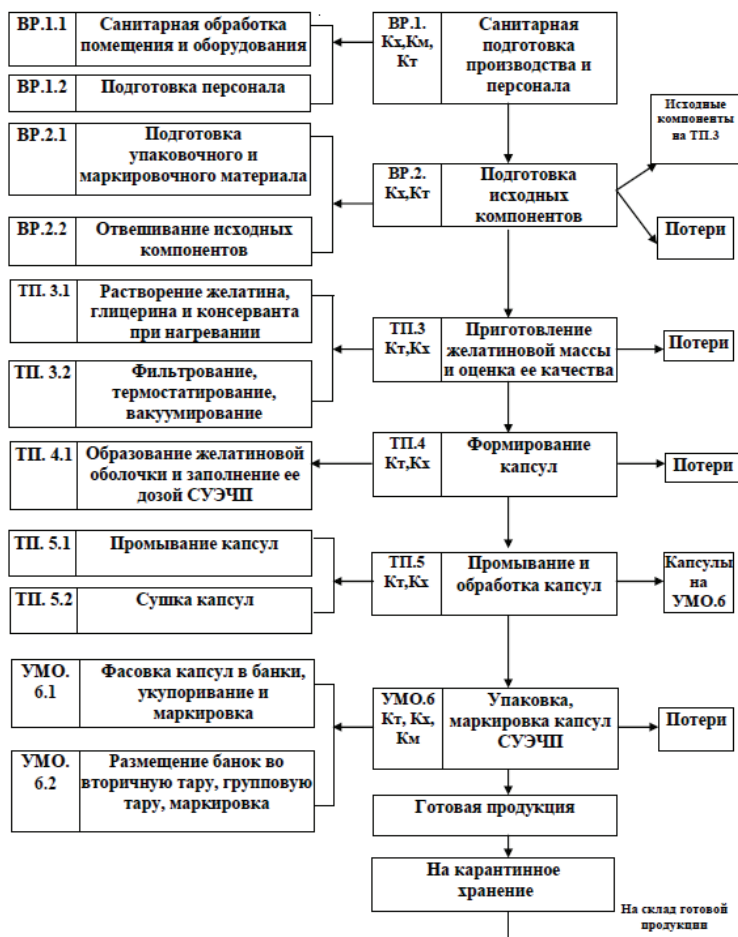 ВР.1.1
Санитарная обработка
помещения и оборудования
ВР.1.2
Подготовка персонала
ВР.1.
Кх,Км,
Кт
Санитарная
подготовка
производства и
персонала
ВР.2.1
Подготовка
упаковочного и
маркировочного материала
ВР.2.2
Отвешивание исходных
компонентов
ВР.2.
Кх,Кт
Подготовка
исходных
компонентов
Исходные
компоненты
на ТП.3
Потери
ТП. 3.1
Растворение желатина,
глицерина и консерванта
при нагревании
ТП. 3.2
Фильтрование,
термостатирование,
вакуумирование
ТП.3
Кт,Кх
Приготовление
желатиновой массы
и оценка ее качества
Потери
ТП. 4.1
Образование желатиновой
оболочки и заполнение ее
дозой СУЭЧП
ТП.4
Кт,Кх
Формирование
капсул
Потери
ТП. 5.1
Промывание капсул
ТП. 5.2
Сушка капсул
ТП.5
Кт,Кх
Промывание и
обработка капсул
Капсулы
на
УМО.6
УМО.
6.1
Фасовка капсул в банки,
укупоривание и
маркировка
УМО.
6.2
Размещение банок во
вторичную тару, групповую
тару, маркировка
УМО.6
Кт, Кх,
Км
Упаковка,
маркировка капсул
СУЭЧП
Потери
Готовая продукция
На карантинное
хранение
На склад готовой
продукции